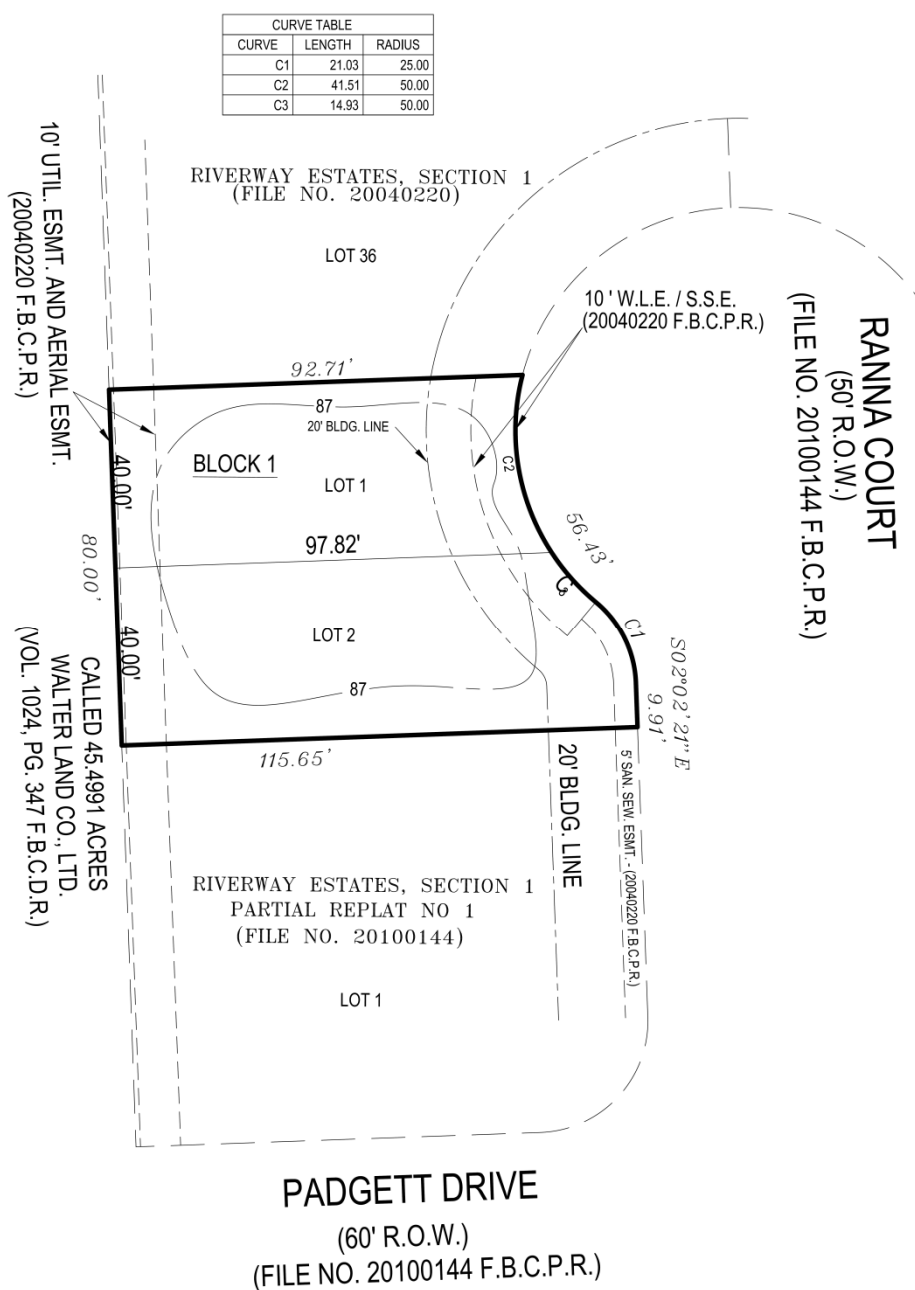 CURVE TABLE
CURVE LENGTH RADIUS
C1 21.03 25.00
C2 41.51 50.00
C3 14.93 50.00
10' UTIL. ESMT. AND AERIAL ESMT.
(20040220 F.B.C.P.R.)
RIVERWAY ESTATES, SECTION 1
(FILE NO. 20040220)
LOT 36
10 ' W.L.E. / S.S.E.
(20040220 F.B.C.P.R.)
RANNA COURT
(50' R.O.W.)
(FILE NO. 20100144 F.B.C.P.R.)
92.71'
87
20' BLDG. LINE
BLOCK 1
LOT 1
C2
40.00'
56.43'
97.82'
80.00'
C3
C1
LOT 2
40.00'
87
S02°02'21" E
9.91'
115.65'
CALLED 45.4991 ACRES
WALTER LAND CO., LTD.
(VOL. 1024, PG. 347 F.B.C.D.R.)
20' BLDG. LINE
5' SAN. SEW. ESMT. - (20040220 F.B.C.P.R.)
RIVERWAY ESTATES, SECTION 1
PARTIAL REPLAT NO 1
(FILE NO. 20100144)
LOT 1
PADGETT DRIVE
(60' R.O.W.)
(FILE NO. 20100144 F.B.C.P.R.)